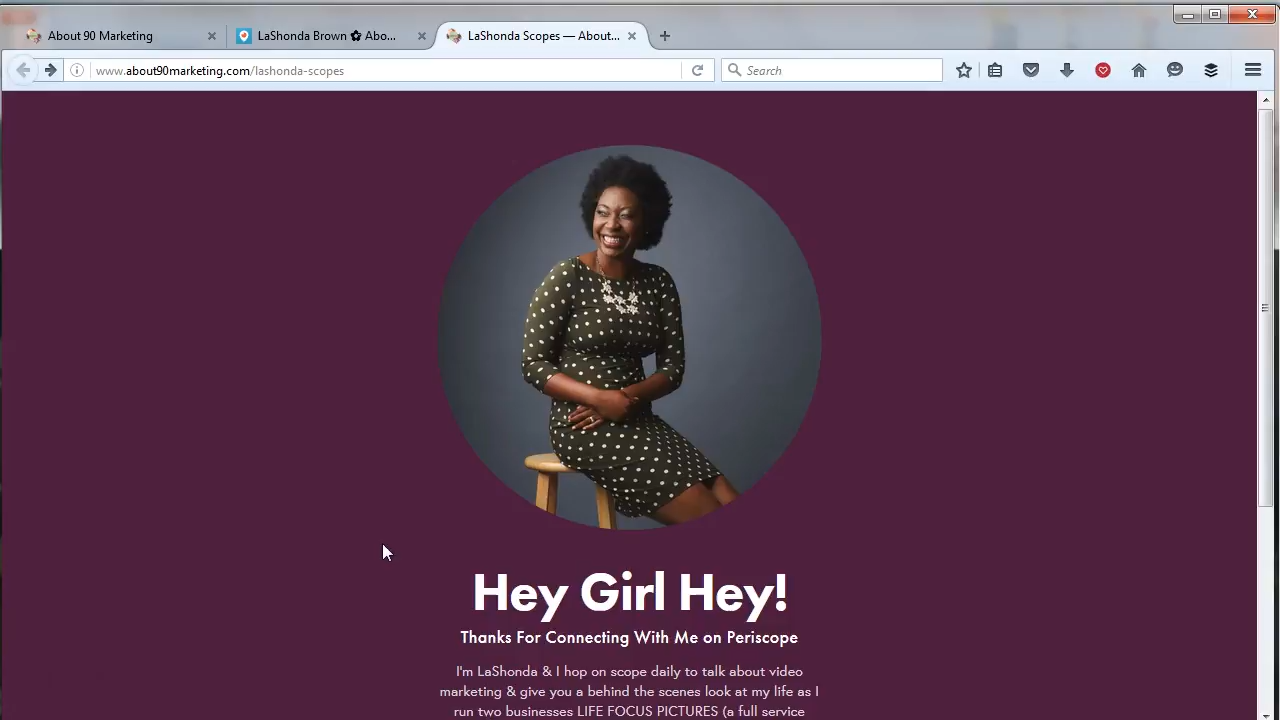 About 90 Marketing
LaShonda Brown ✿ Abo...
LaShonda Scopes — About...
www.about90marketing.com/lashonda-scopes
Search
Hey Girl Hey!
Thanks For Connecting With Me on Periscope
I'm LaShonda & I hop on scope daily to talk about video
marketing & give you a behind the scenes look at my life as I
run two businesses LIFE FOCUS PICTURES (a full service